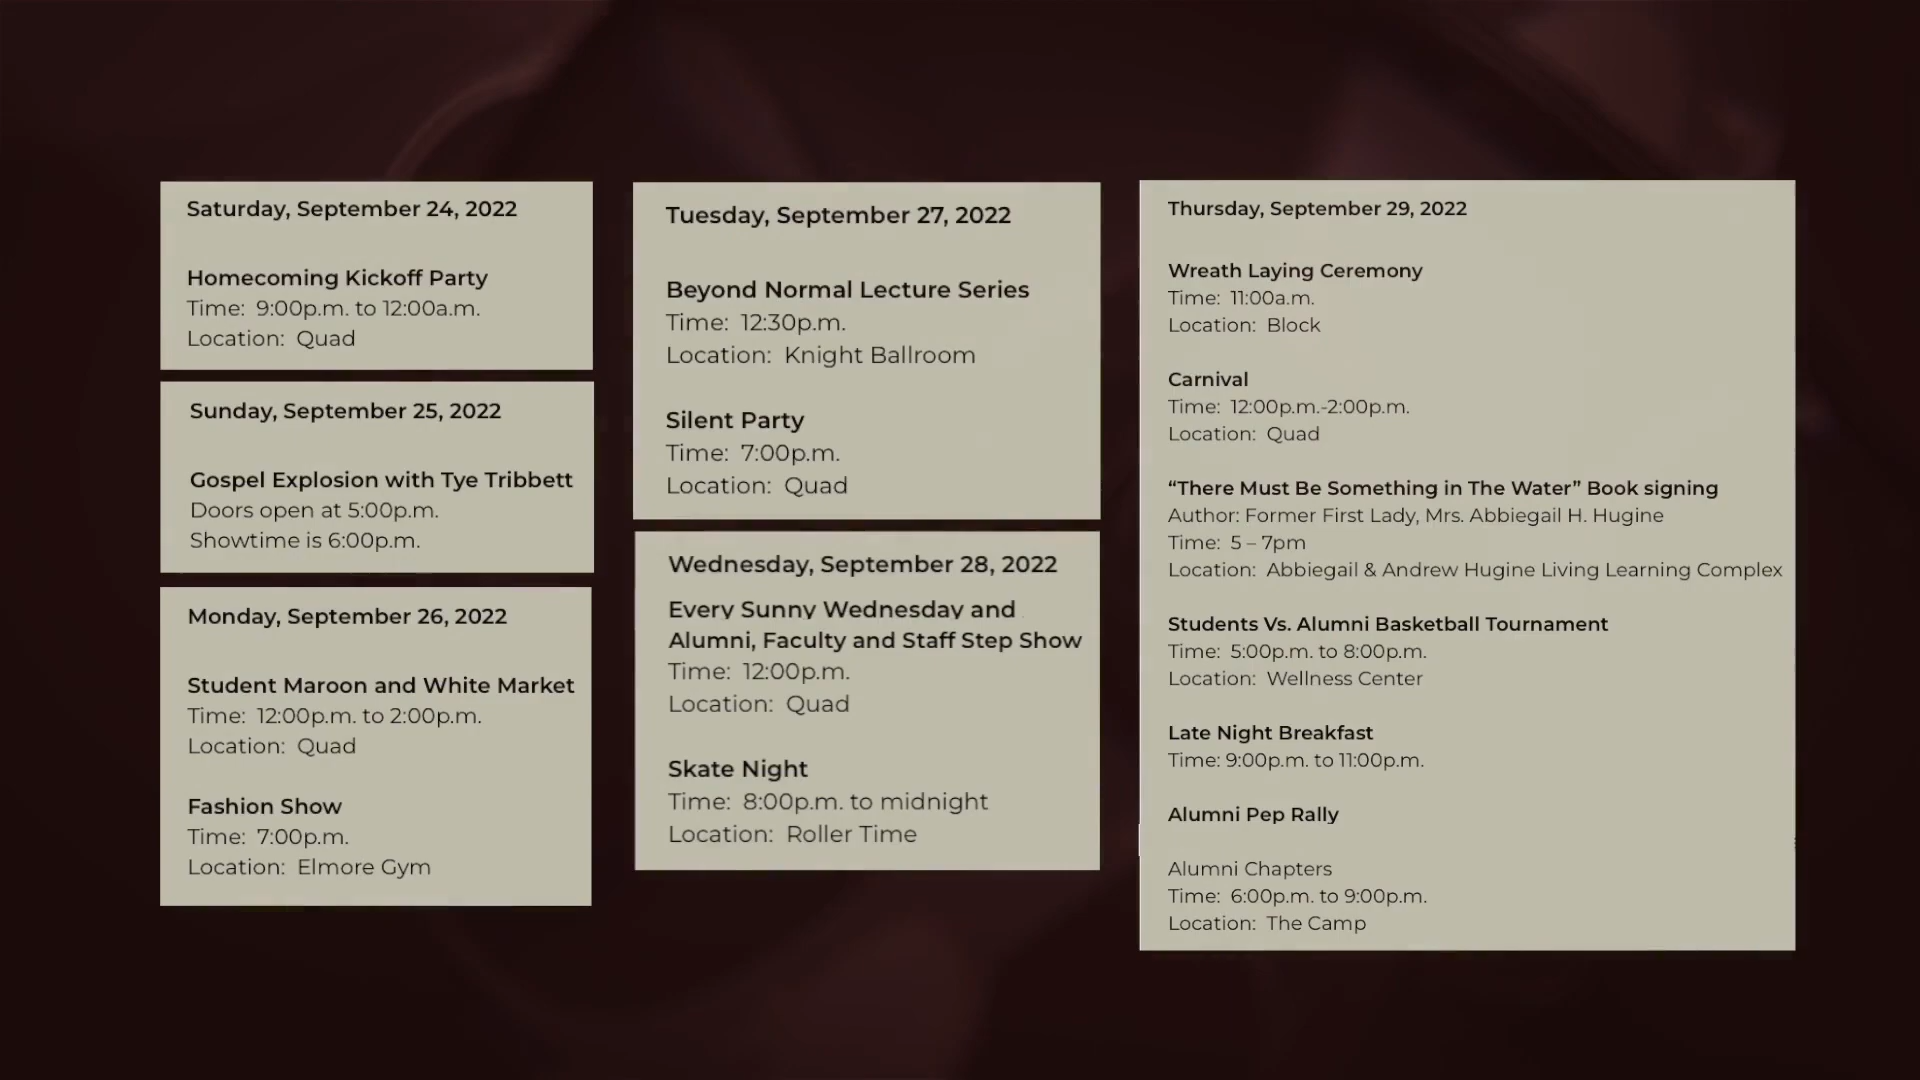 Saturday, September 24, 2022
Homecoming Kickoff Party
Time: 9:00p.m. to 12:00a.m.
Location: Quad
Sunday, September 25, 2022
Gospel Explosion with Tye Tribbett
Doors open at 5:00p.m.
Showtime is 6:00p.m.
Monday, September 26, 2022
Student Maroon and White Market
Time: 12:00p.m. to 2:00p.m.
Location: Quad
Fashion Show
Time: 7:00p.m.
Location: Elmore Gym
Tuesday, September 27, 2022
Beyond Normal Lecture Series
Time: 12:30p.m.
Location: Knight Ballroom
Silent Party
Time: 7:00p.m.
Location: Quad
Wednesday, September 28, 2022
Every Sunny Wednesday and
Alumni, Faculty and Staff Step Show
Time: 12:00p.m.
Location: Quad
Skate Night
Time: 8:00p.m. to midnight
Location: Roller Time
Thursday, September 29, 2022
Wreath Laying Ceremony
Time: 11:00a.m.
Location: Block
Carnival
Time: 12:00p.m.-2:00p.m.
Location: Quad
“There Must Be Something in The Water” Book signing
Author: Former First Lady, Mrs. Abbiegail H. Hugine
Time: 5 – 7pm
Location: Abbiegail & Andrew Hugine Living Learning Complex
Students Vs. Alumni Basketball Tournament
Time: 5:00p.m. to 8:00p.m.
Location: Wellness Center
Late Night Breakfast
Time: 9:00p.m. to 11:00p.m.
Alumni Pep Rally
Alumni Chapters
Time: 6:00p.m. to 9:00p.m.
Location: The Camp